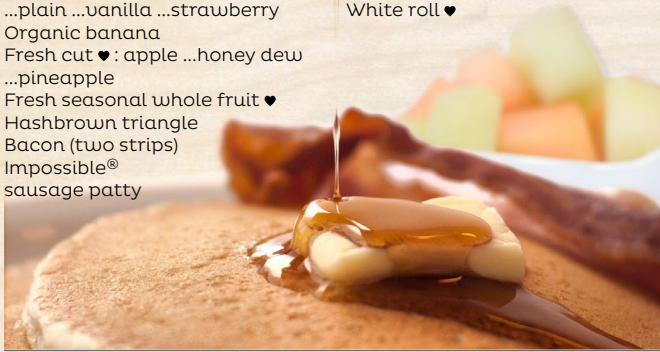 ...plain ...vanilla ...strawberry
Organic banana
Fresh cut ♥ : apple ...honey dew
...pineapple
Fresh seasonal whole fruit ♥
Hashbrown triangle
Bacon (two strips)
Impossible®
sausage patty
White roll ♥